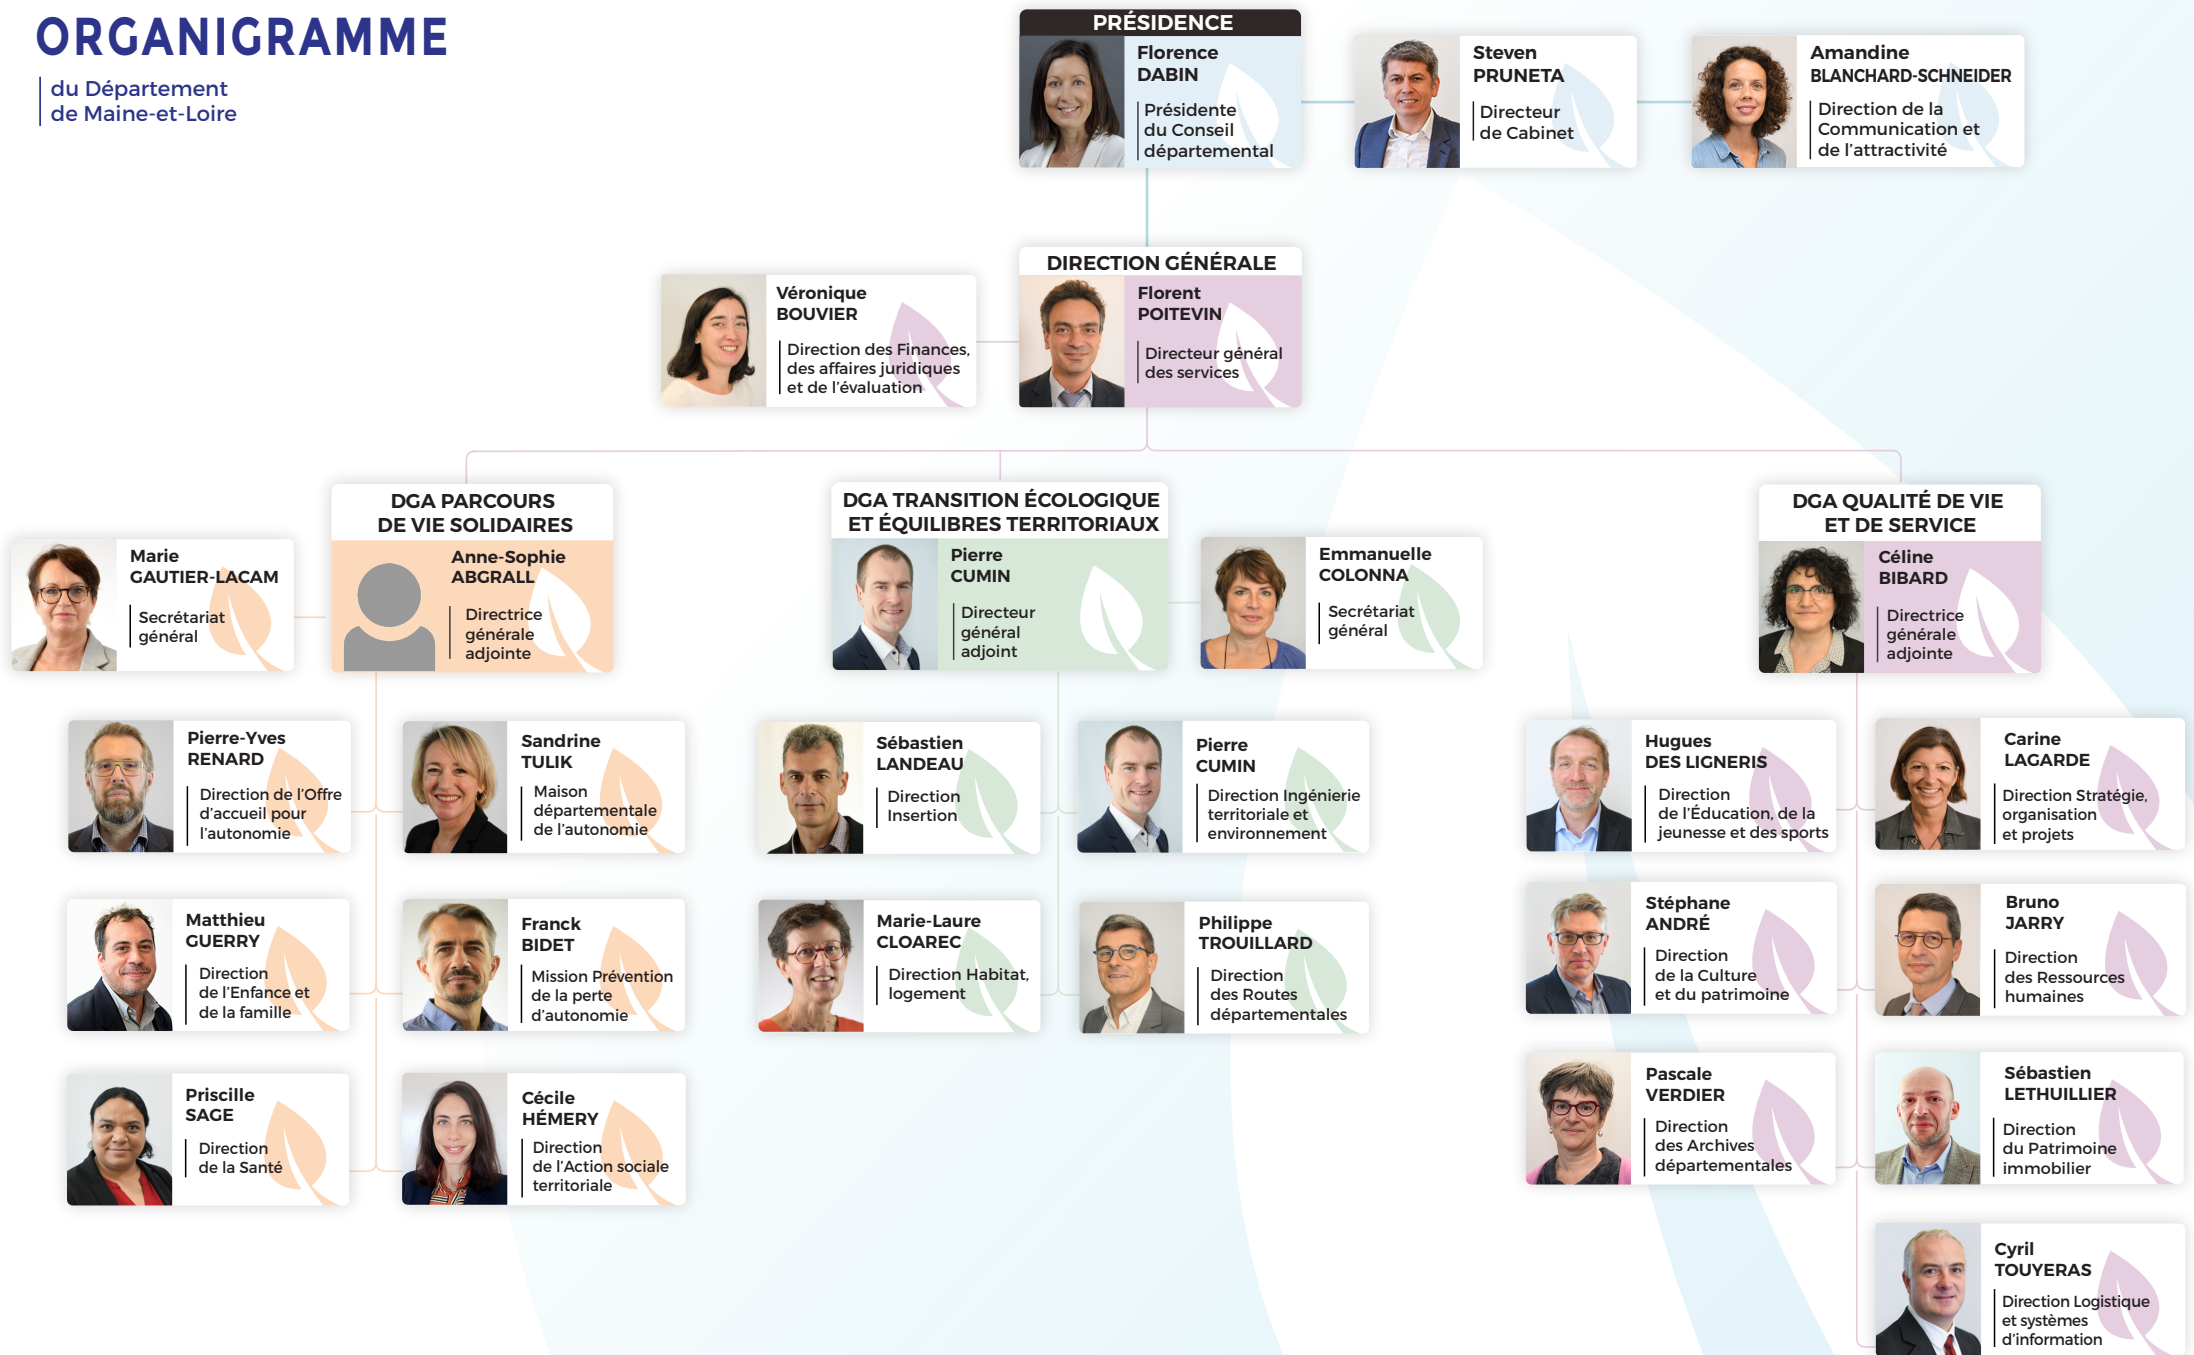 ORGANIGRAMME
du Département
de Maine-et-Loire
PRÉSIDENCE
Florence
DABIN
Présidente
du Conseil
départemental
Steven
PRUNETA
Directeur
de Cabinet
Amandine
BLANCHARD-SCHNEIDER
Direction de la
Communication et
de l'attractivité
Véronique
BOUVIER
Direction des Finances,
des affaires juridiques
et de l'évaluation
DIRECTION GÉNÉRALE
Florent
POITEVIN
Directeur général
des services
DGA PARCOURS
DE VIE SOLIDAIRES
Marie
GAUTIER-LACAM
Secrétariat
général
Anne-Sophie
ABGRALL
Directrice
générale
adjointe
Pierre-Yves
RENARD
Direction de l'Offre
d'accueil pour
l'autonomie
Sandrine
TULIK
Maison
départementale
de l'autonomie
Matthieu
GUERRY
Direction
de l'Enfance et
de la famille
Franck
BIDET
Mission Prévention
de la perte
d'autonomie
Priscille
SAGE
Direction
de la Santé
Cécile
HÉMERY
Direction
de l'Action sociale
territoriale
DGA TRANSITION ÉCOLOGIQUE
ET ÉQUILIBRES TERRITORIAUX
Pierre
CUMIN
Directeur
général
adjoint
Emmanuelle
COLONNA
Secrétariat
général
Sébastien
LANDEAU
Direction
Insertion
Pierre
CUMIN
Direction Ingénierie
territoriale et
environnement
Marie-Laure
CLOAREC
Direction Habitat,
logement
Philippe
TROUILLARD
Direction
des Routes
départementales
DGA QUALITÉ DE VIE
ET DE SERVICE
Céline
BIBARD
Directrice
générale
adjointe
Hugues
DES LIGNERIS
Direction
de l'Éducation, de la
jeunesse et des sports
Carine
LAGARDE
Direction Stratégie,
organisation
et projets
Stéphane
ANDRÉ
Direction
de la Culture
et du patrimoine
Bruno
JARRY
Direction
des Ressources
humaines
Pascale
VERDIER
Direction
des Archives
départementales
Sébastien
LETHUILLIER
Direction
du Patrimoine
immobilier
Cyril
TOUYERAS
Direction Logistique
et systèmes
d'information